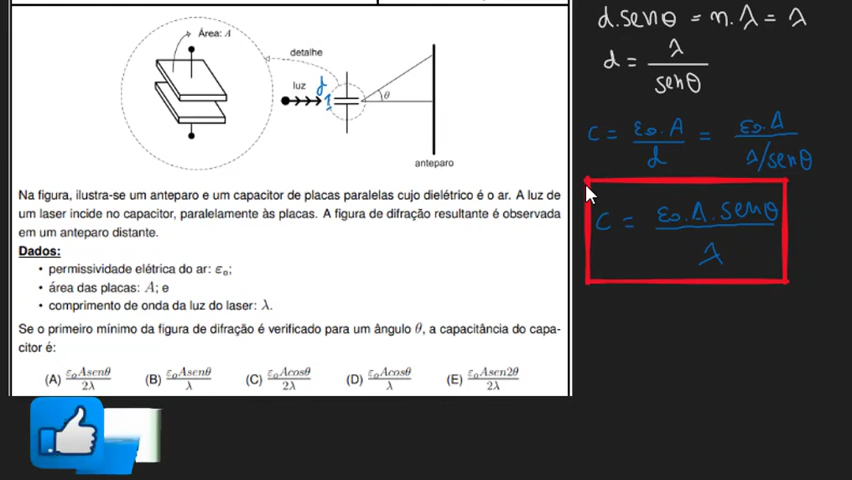 Área: A
detalhe
luz
d
θ
anteparo
Na figura, ilustra-se um anteparo e um capacitor de placas paralelas cujo dielétrico é o ar. A luz de
um laser incide no capacitor, paralelamente às placas. A figura de difração resultante é observada
em um anteparo distante.
Dados:
• permissividade elétrica do ar: ε₀;
• área das placas: A; e
• comprimento de onda da luz do laser: λ.
Se o primeiro mínimo da figura de difração é verificado para um ângulo θ, a capacitância do capa-
citor é:
(A) ε₀Asenθ/2λ (B) ε₀Asenθ/λ (C) ε₀Acosθ/2λ (D) ε₀Acosθ/λ (E) ε₀Asen2θ/2λ
d.senθ = n.λ = λ
d = λ/senθ
C = ε₀.A/d = ε₀.A/(λ/senθ)
C = ε₀.A.senθ/λ